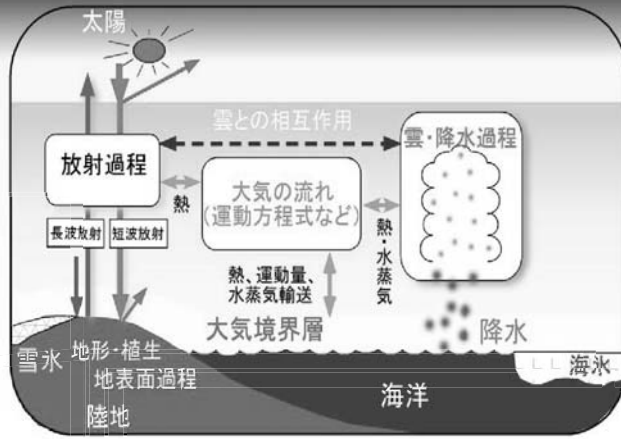 太陽
雲との相互作用
雲・降水過程
放射過程
大気の流れ
(運動方程式など)
熱
熱・水蒸気
長波放射
短波放射
熱、運動量、
水蒸気輸送
大気境界層
降水
雪氷
地形・植生
地表面過程
陸地
海洋
海氷